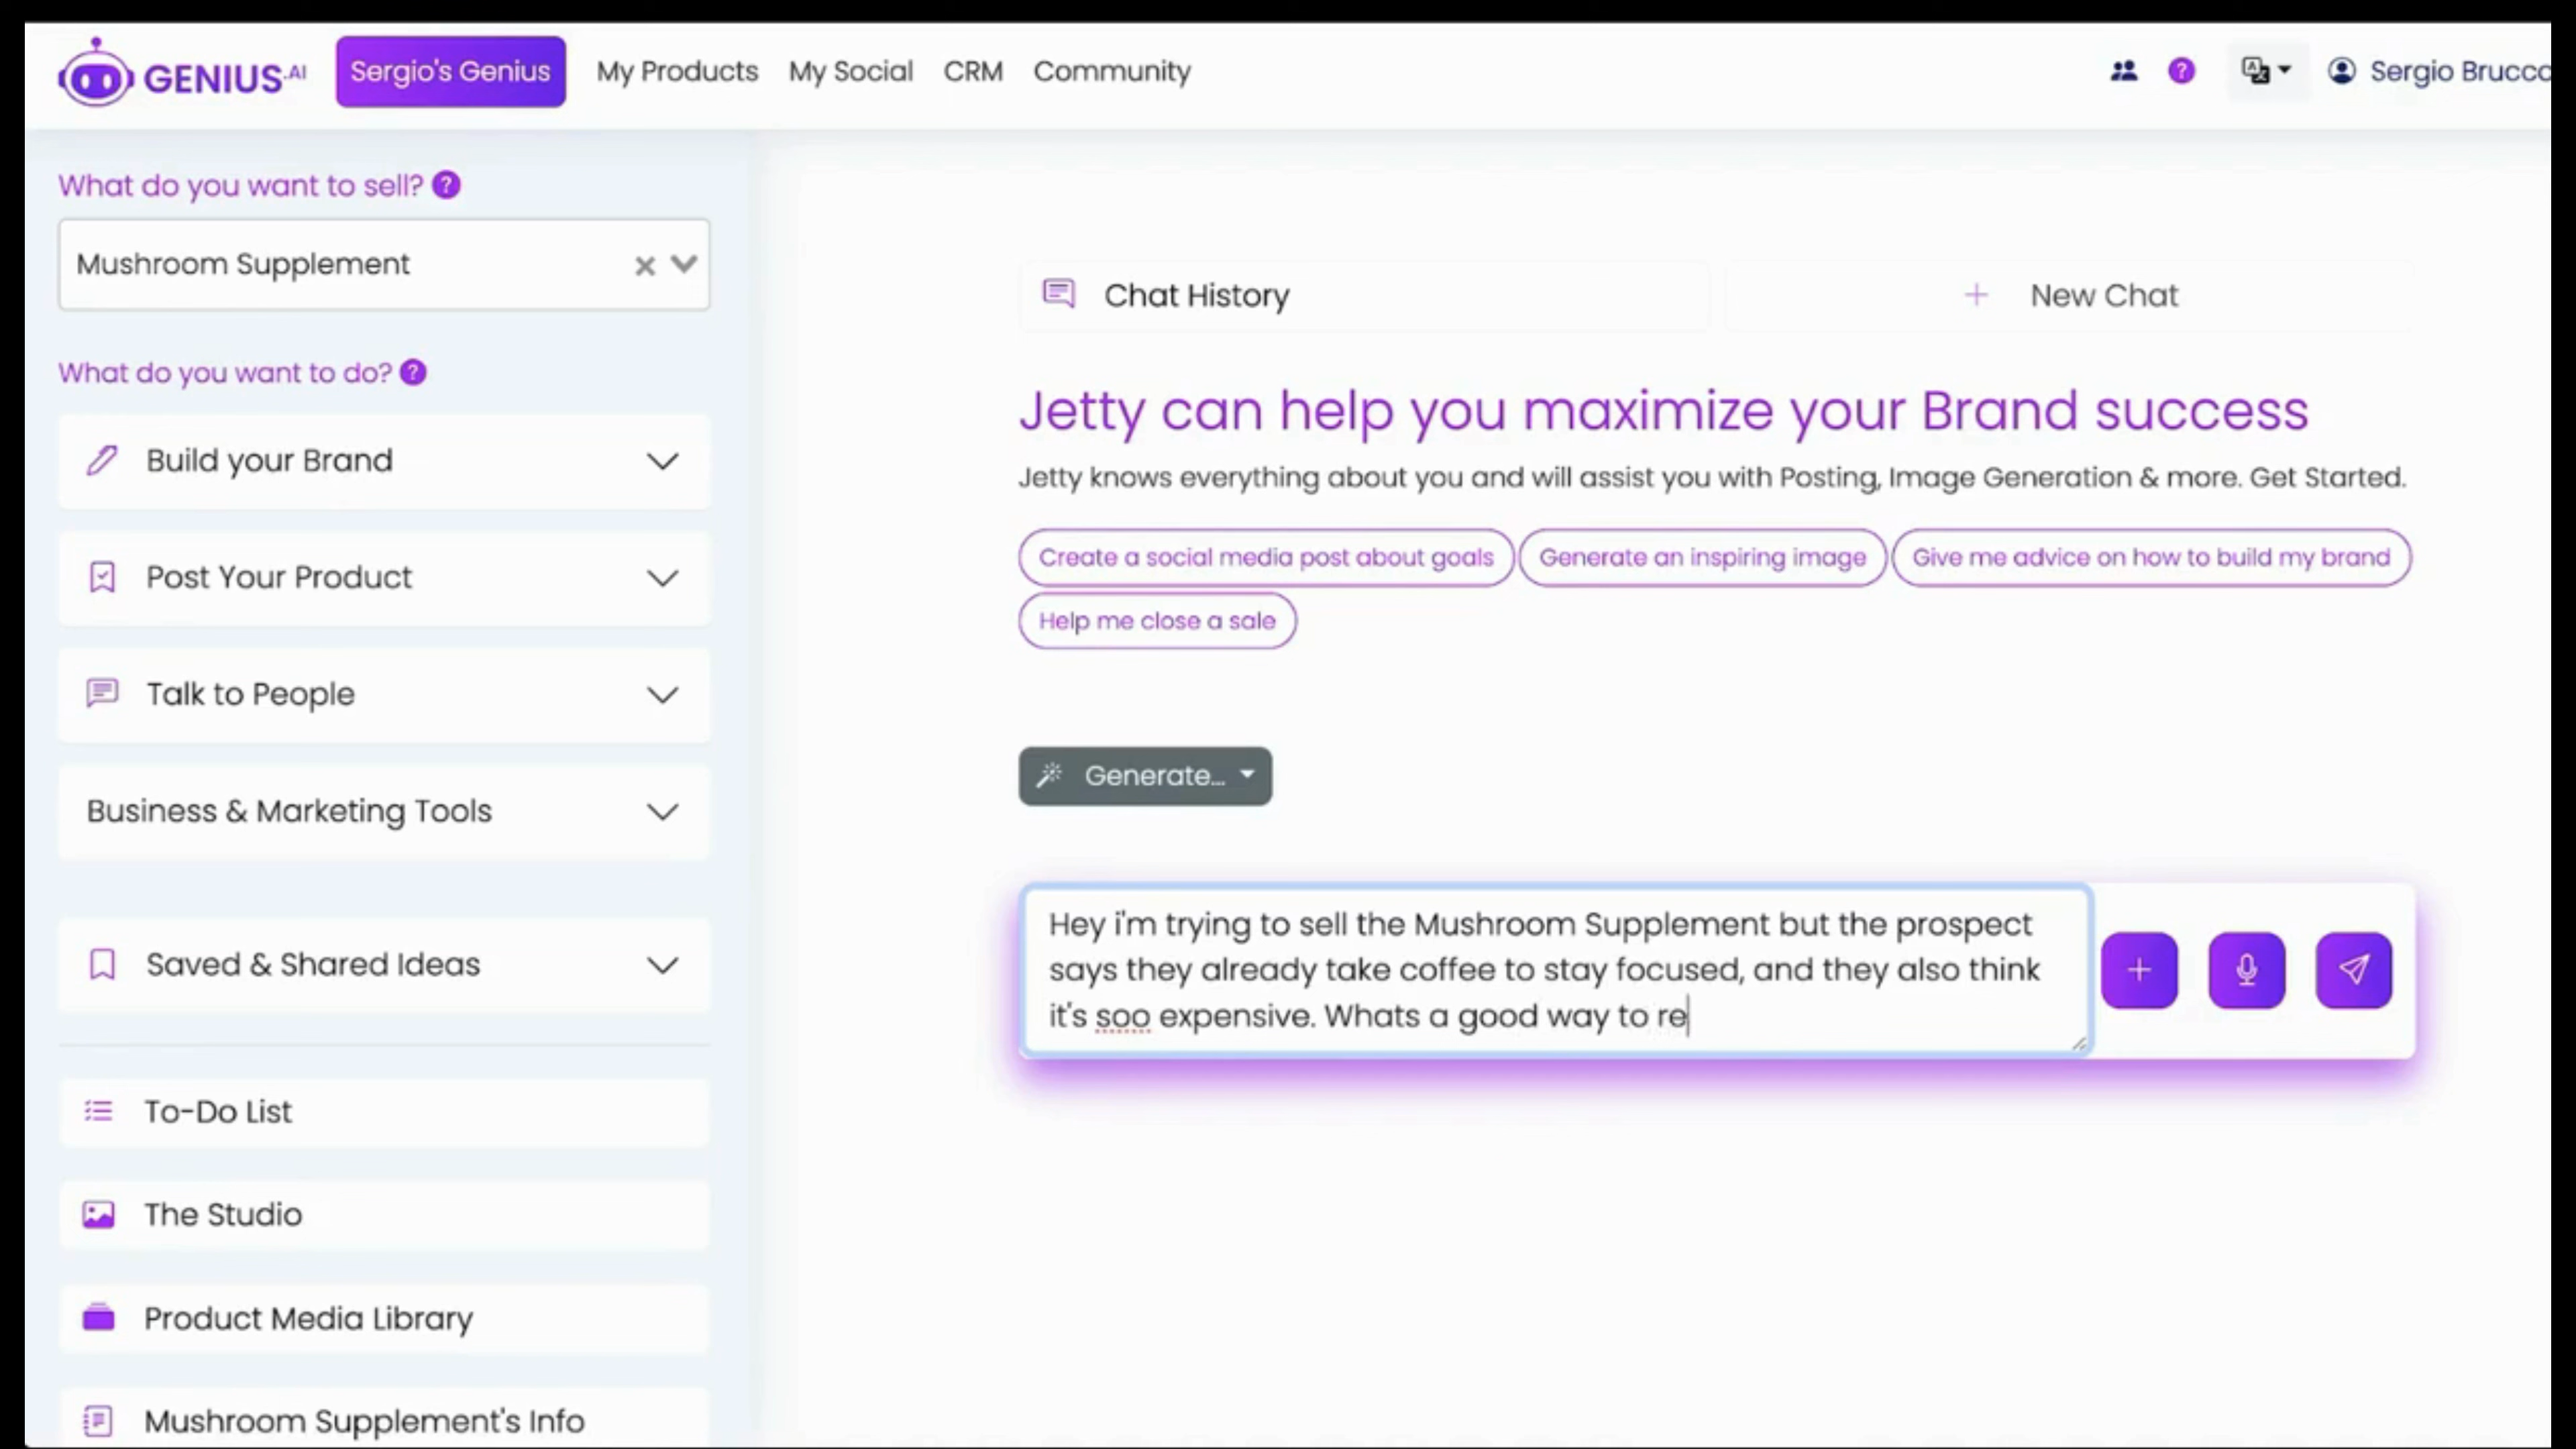 GENIUS.AI
Sergio's Genius
My Products
My Social
CRM
Community
Sergio Brucco
What do you want to sell?
Mushroom Supplement
What do you want to do?
Build your Brand
Post Your Product
Talk to People
Business & Marketing Tools
Saved & Shared Ideas
To-Do List
The Studio
Product Media Library
Mushroom Supplement's Info
Chat History
New Chat
Jetty can help you maximize your Brand success
Jetty knows everything about you and will assist you with Posting, Image Generation & more. Get Started.
Create a social media post about goals
Generate an inspiring image
Give me advice on how to build my brand
Help me close a sale
Generate...
Hey i'm trying to sell the Mushroom Supplement but the prospect
says they already take coffee to stay focused, and they also think
it's soo expensive. Whats a good way to re